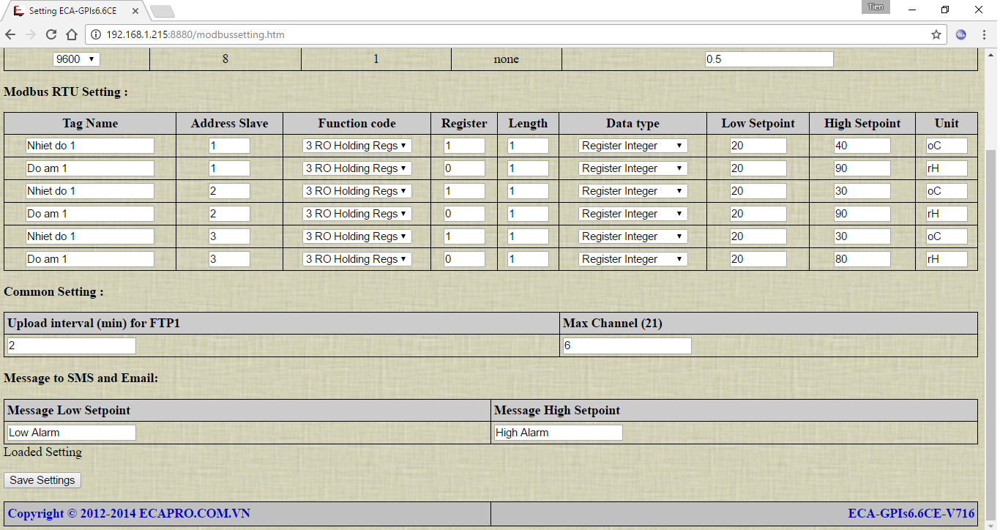 Setting ECA-GPIs6.6CE
Tien
192.168.1.215:8880/modbussetting.htm
9600 8 1 none 0.5
Modbus RTU Setting :
Tag Name Address Slave Function code Register Length Data type Low Setpoint High Setpoint Unit
Nhiet do 1 1 3 RO Holding Regs 1 1 Register Integer 20 40 oC
Do am 1 1 3 RO Holding Regs 0 1 Register Integer 20 90 rH
Nhiet do 1 2 3 RO Holding Regs 1 1 Register Integer 20 30 oC
Do am 1 2 3 RO Holding Regs 0 1 Register Integer 20 90 rH
Nhiet do 1 3 3 RO Holding Regs 1 1 Register Integer 20 30 oC
Do am 1 3 3 RO Holding Regs 0 1 Register Integer 20 80 rH
Common Setting :
Upload interval (min) for FTP1 Max Channel (21)
2 6
Message to SMS and Email:
Message Low Setpoint Message High Setpoint
Low Alarm High Alarm
Loaded Setting
Save Settings
Copyright © 2012-2014 ECAPRO.COM.VN ECA-GPIs6.6CE-V716